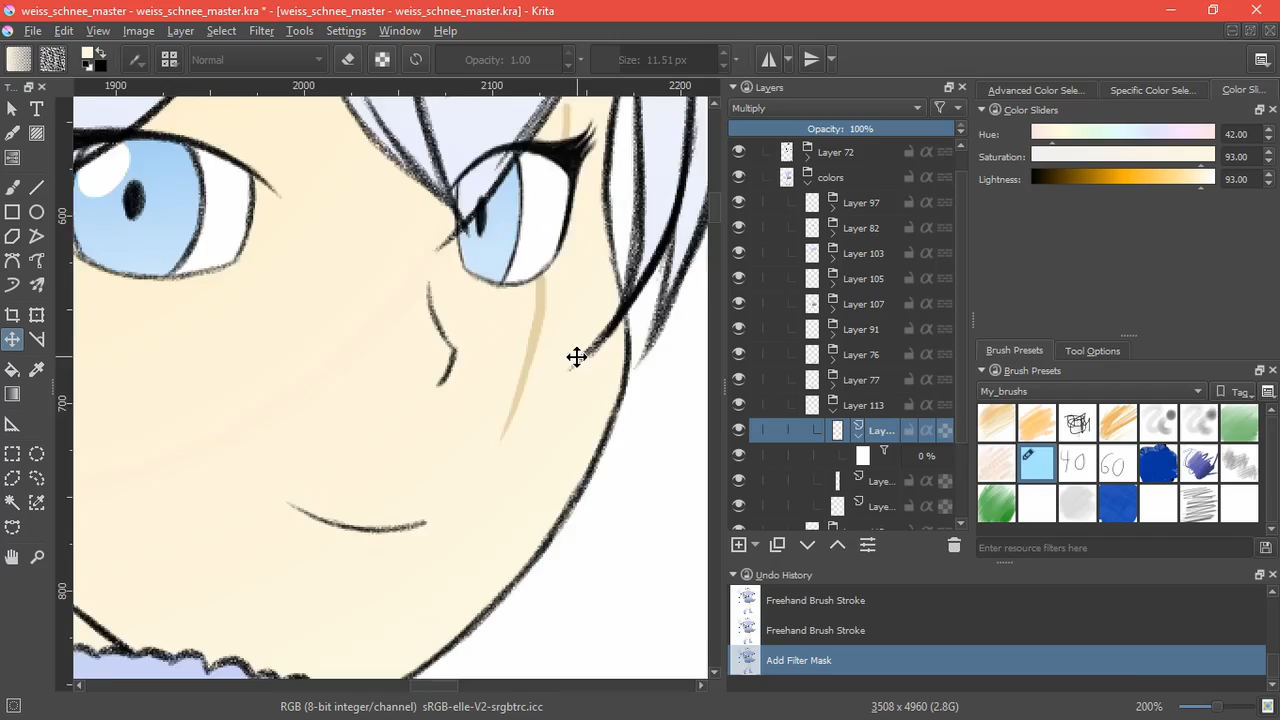 weiss_schnee_master - weiss_schnee_master.kra * - [weiss_schnee_master - weiss_schnee_master.kra] - Krita
File Edit View Image Layer Select Filter Tools Settings Window Help
Normal Opacity: 1.00 Size: 11.51 px
T...
1900 2000 2100 2200
600
700
800
Layers
Multiply
Opacity: 100%
Layer 72
colors
Layer 97
Layer 82
Layer 103
Layer 105
Layer 107
Layer 91
Layer 76
Layer 77
Layer 113
Lay...
0 %
Laye...
Laye...
Undo History
Freehand Brush Stroke
Freehand Brush Stroke
Add Filter Mask
Advanced Color Sele... Specific Color Sele... Color Sli...
Color Sliders
Hue: 42.00
Saturation: 93.00
Lightness: 93.00
Brush Presets Tool Options
Brush Presets
My_brushs Tag
40 60
Enter resource filters here
RGB (8-bit integer/channel) sRGB-elle-V2-srgbtrc.icc 3508 x 4960 (2.8G) 200%